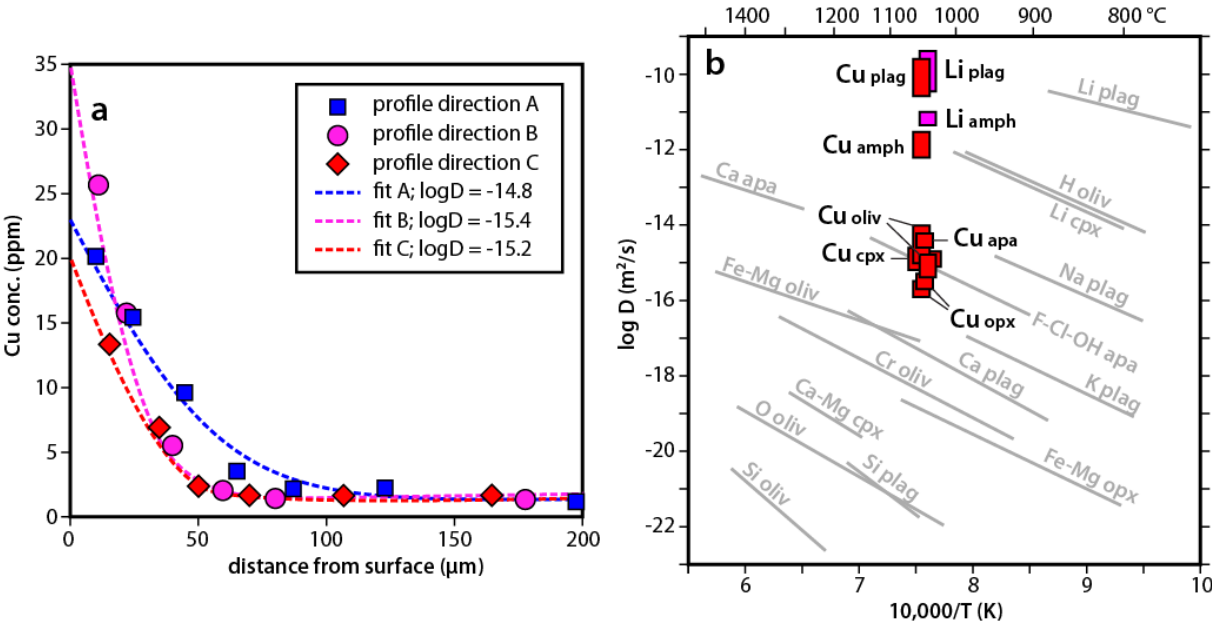 a
35
30
25
20
15
10
5
0
Cu conc. (ppm)
profile direction A
profile direction B
profile direction C
fit A; logD = -14.8
fit B; logD = -15.4
fit C; logD = -15.2
0 50 100 150 200
distance from surface (μm)
1400 1200 1100 1000 900 800 °C
b
-10
-12
-14
-16
-18
-20
-22
log D (m²/s)
Cu plag
Li plag
Li plag
Li amph
Cu amph
Ca apa
H oliv
Li cpx
Cu oliv
Cu apa
Cu cpx
Fe-Mg oliv
Na plag
Cu opx
F-Cl-OH apa
Cr oliv
Ca plag
K plag
Ca-Mg cpx
O oliv
Si plag
Fe-Mg opx
Si oliv
6 7 8 9 10
10,000/T (K)